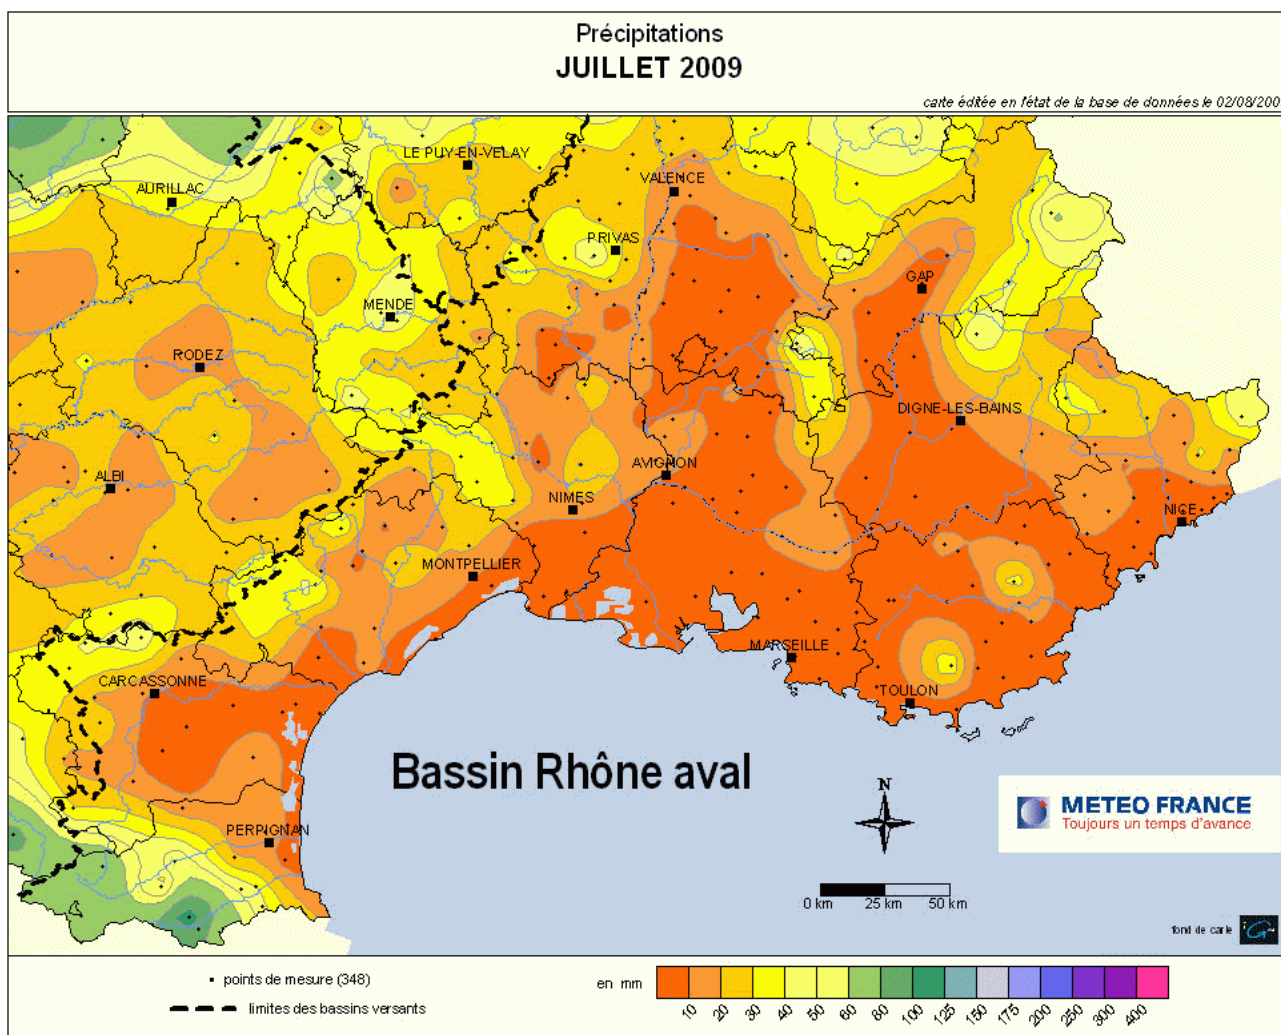 Précipitations
JUILLET 2009
carte éditée en l'état de la base de données le 02/08/200
LE PUY-EN-VELAY
AURILLAC
VALENCE
PRIVAS
GAP
MENDE
RODEZ
DIGNE-LES-BAINS
ALBI
AVIGNON
NIMES
NICE
MONTPELLIER
MARSEILLE
CARCASSONNE
TOULON
Bassin Rhône aval
N
METEO FRANCE
Toujours un temps d'avance
PERPIGNAN
0 km 25 km 50 km
fond de carte
points de mesure (348)
en mm
limites des bassins versants
10 20 30 40 50 60 80 100 125 150 175 200 250 300 400